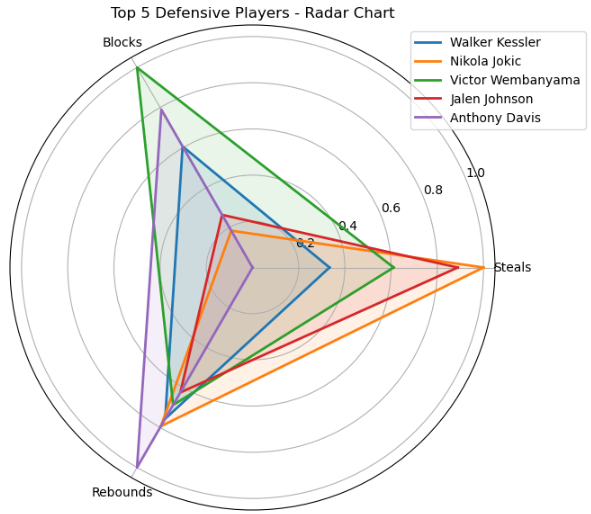 Top 5 Defensive Players - Radar Chart
Blocks
Walker Kessler
Nikola Jokic
Victor Wembanyama
Jalen Johnson
Anthony Davis
1.0
0.8
0.6
0.4
0.2
Steals
Rebounds